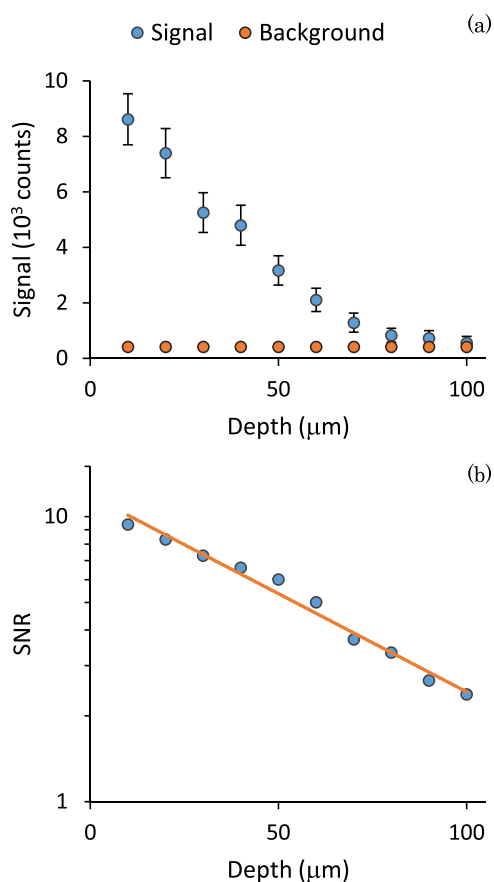 (a)
Signal Background
10
8
6
4
2
0
Signal (10³ counts)
0 50 100
Depth (μm)
(b)
10
1
SNR
0 50 100
Depth (μm)